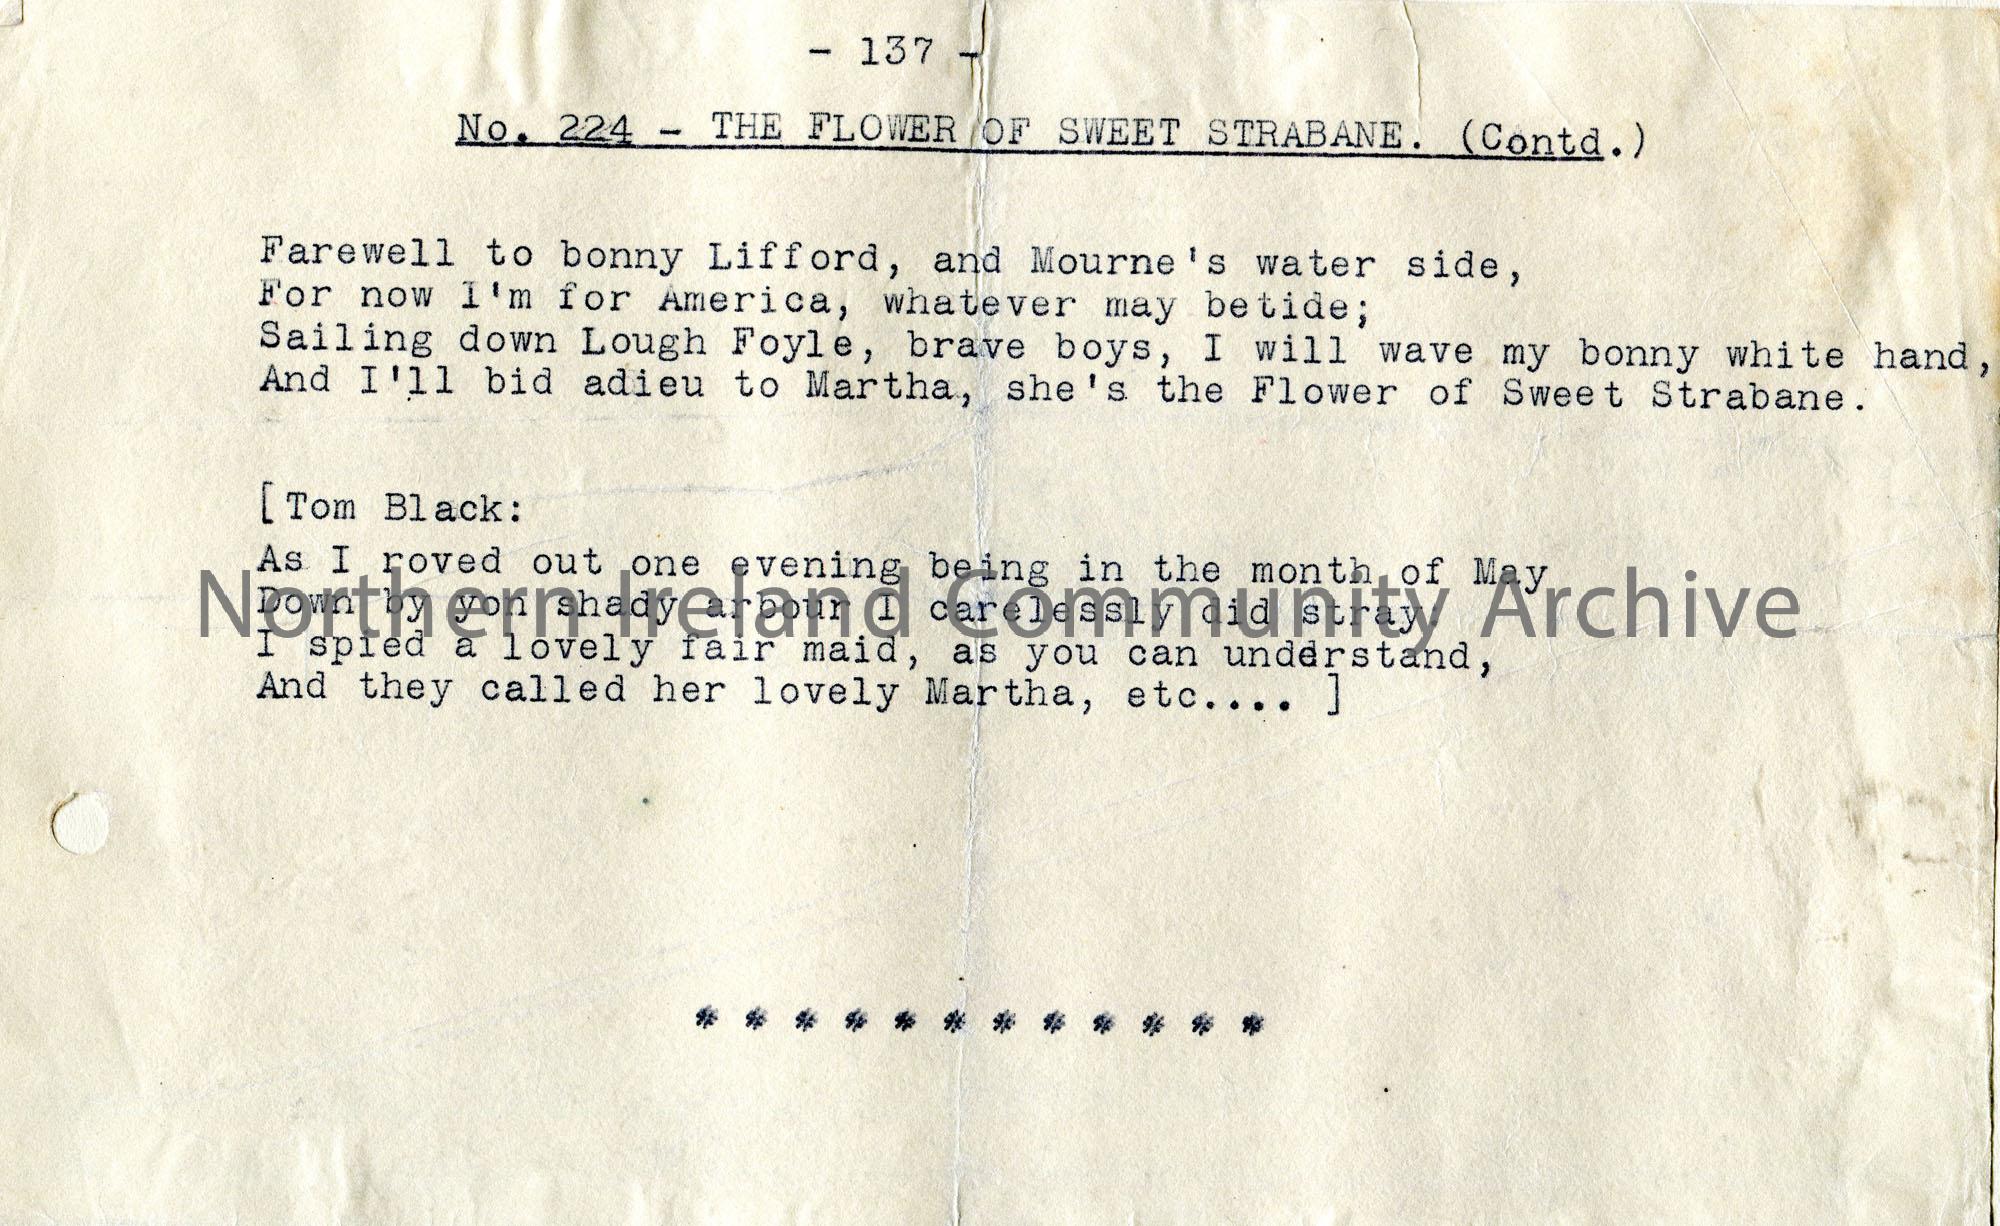 - 137 -
No. 224 - THE FLOWER OF SWEET STRABANE. (Contd.)
Farewell to bonny Lifford, and Mourne's water side,
For now I'm for America, whatever may betide;
Sailing down Lough Foyle, brave boys, I will wave my bonny white hand,
And I'll bid adieu to Martha, she's the Flower of Sweet Strabane.
[Tom Black:
As I roved out one evening being in the month of May
Down by yon shady arbour I carelessly did stray:
Northern Ireland Community Archive
I spied a lovely fair maid, as you can understand,
And they called her lovely Martha, etc.... ]
* * * * * * * * * * * *